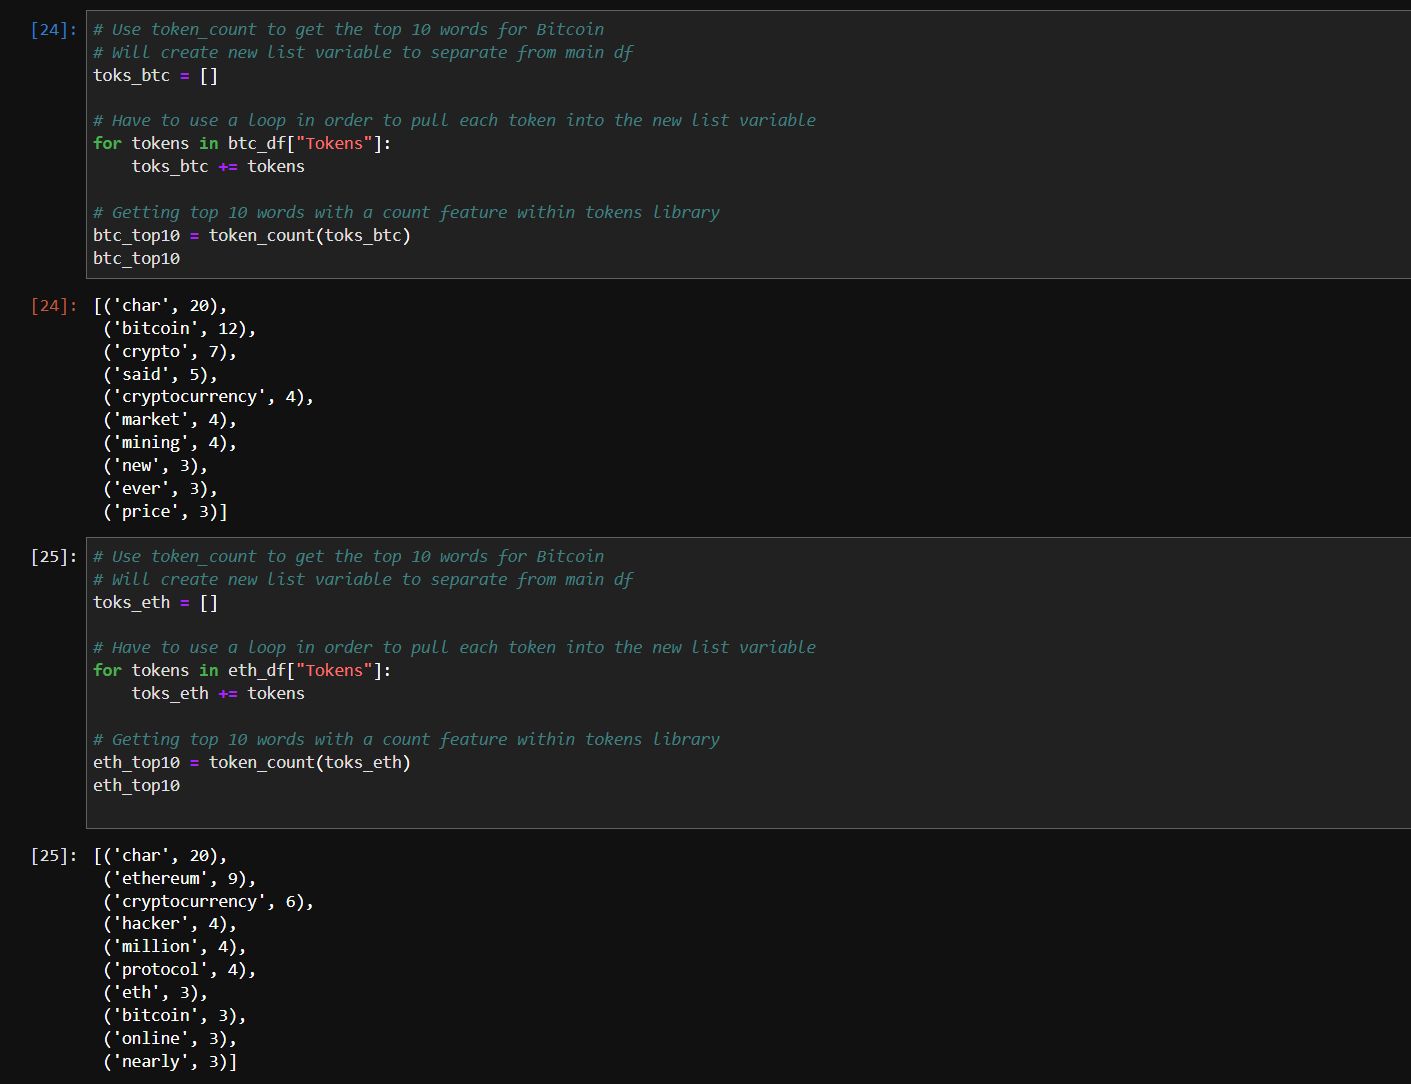 [24]: # Use token_count to get the top 10 words for Bitcoin
# Will create new list variable to separate from main df
toks_btc = []
# Have to use a loop in order to pull each token into the new list variable
for tokens in btc_df["Tokens"]:
    toks_btc += tokens
# Getting top 10 words with a count feature within tokens library
btc_top10 = token_count(toks_btc)
btc_top10
[24]: [('char', 20),
 ('bitcoin', 12),
 ('crypto', 7),
 ('said', 5),
 ('cryptocurrency', 4),
 ('market', 4),
 ('mining', 4),
 ('new', 3),
 ('ever', 3),
 ('price', 3)]
[25]: # Use token_count to get the top 10 words for Bitcoin
# Will create new list variable to separate from main df
toks_eth = []
# Have to use a loop in order to pull each token into the new list variable
for tokens in eth_df["Tokens"]:
    toks_eth += tokens
# Getting top 10 words with a count feature within tokens library
eth_top10 = token_count(toks_eth)
eth_top10
[25]: [('char', 20),
 ('ethereum', 9),
 ('cryptocurrency', 6),
 ('hacker', 4),
 ('million', 4),
 ('protocol', 4),
 ('eth', 3),
 ('bitcoin', 3),
 ('online', 3),
 ('nearly', 3)]